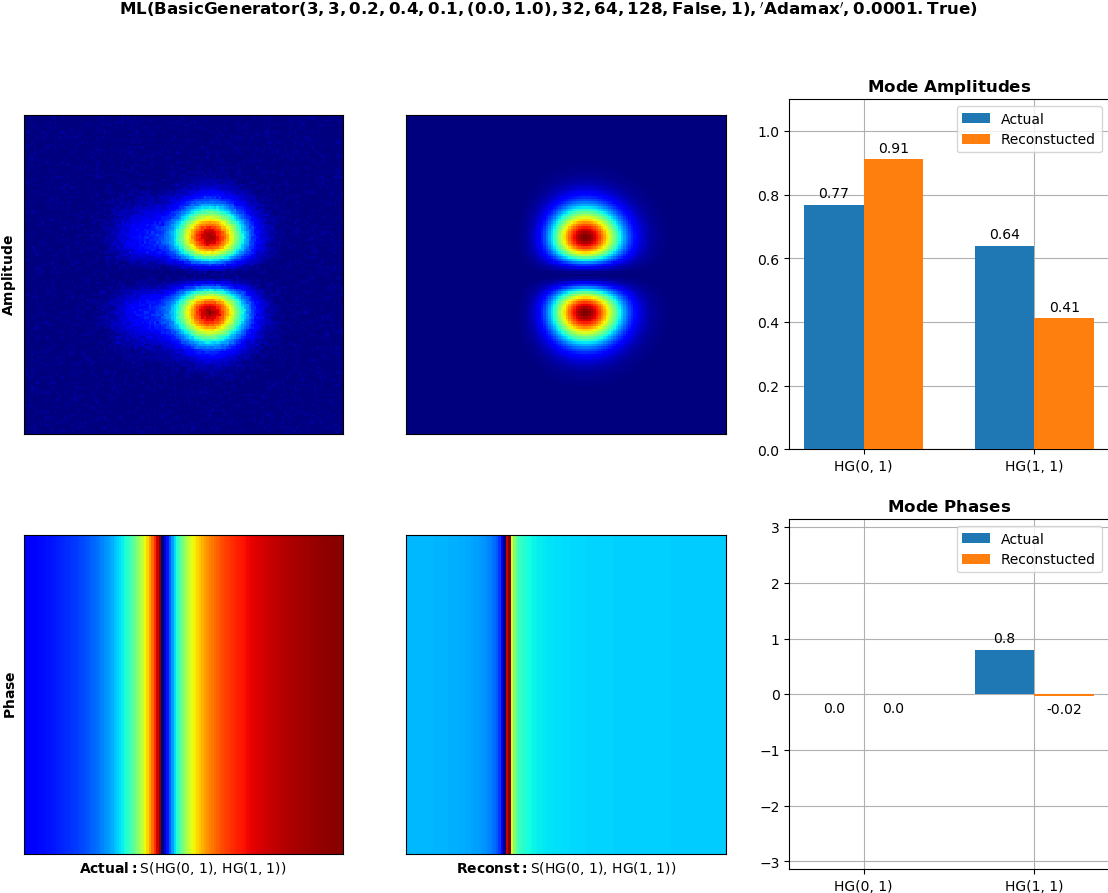 ML(BasicGenerator(3, 3, 0.2, 0.4, 0.1, (0.0, 1.0), 32, 64, 128, False, 1), ′Adamax′, 0.0001. True)
Amplitude
Mode Amplitudes
Actual
Reconstucted
1.0
0.8
0.6
0.4
0.2
0.0
0.77
0.91
0.64
0.41
HG(0, 1)
HG(1, 1)
Phase
Actual: S(HG(0, 1), HG(1, 1))
Reconst: S(HG(0, 1), HG(1, 1))
Mode Phases
Actual
Reconstucted
3
2
1
0
−1
−2
−3
0.0
0.0
0.8
-0.02
HG(0, 1)
HG(1, 1)